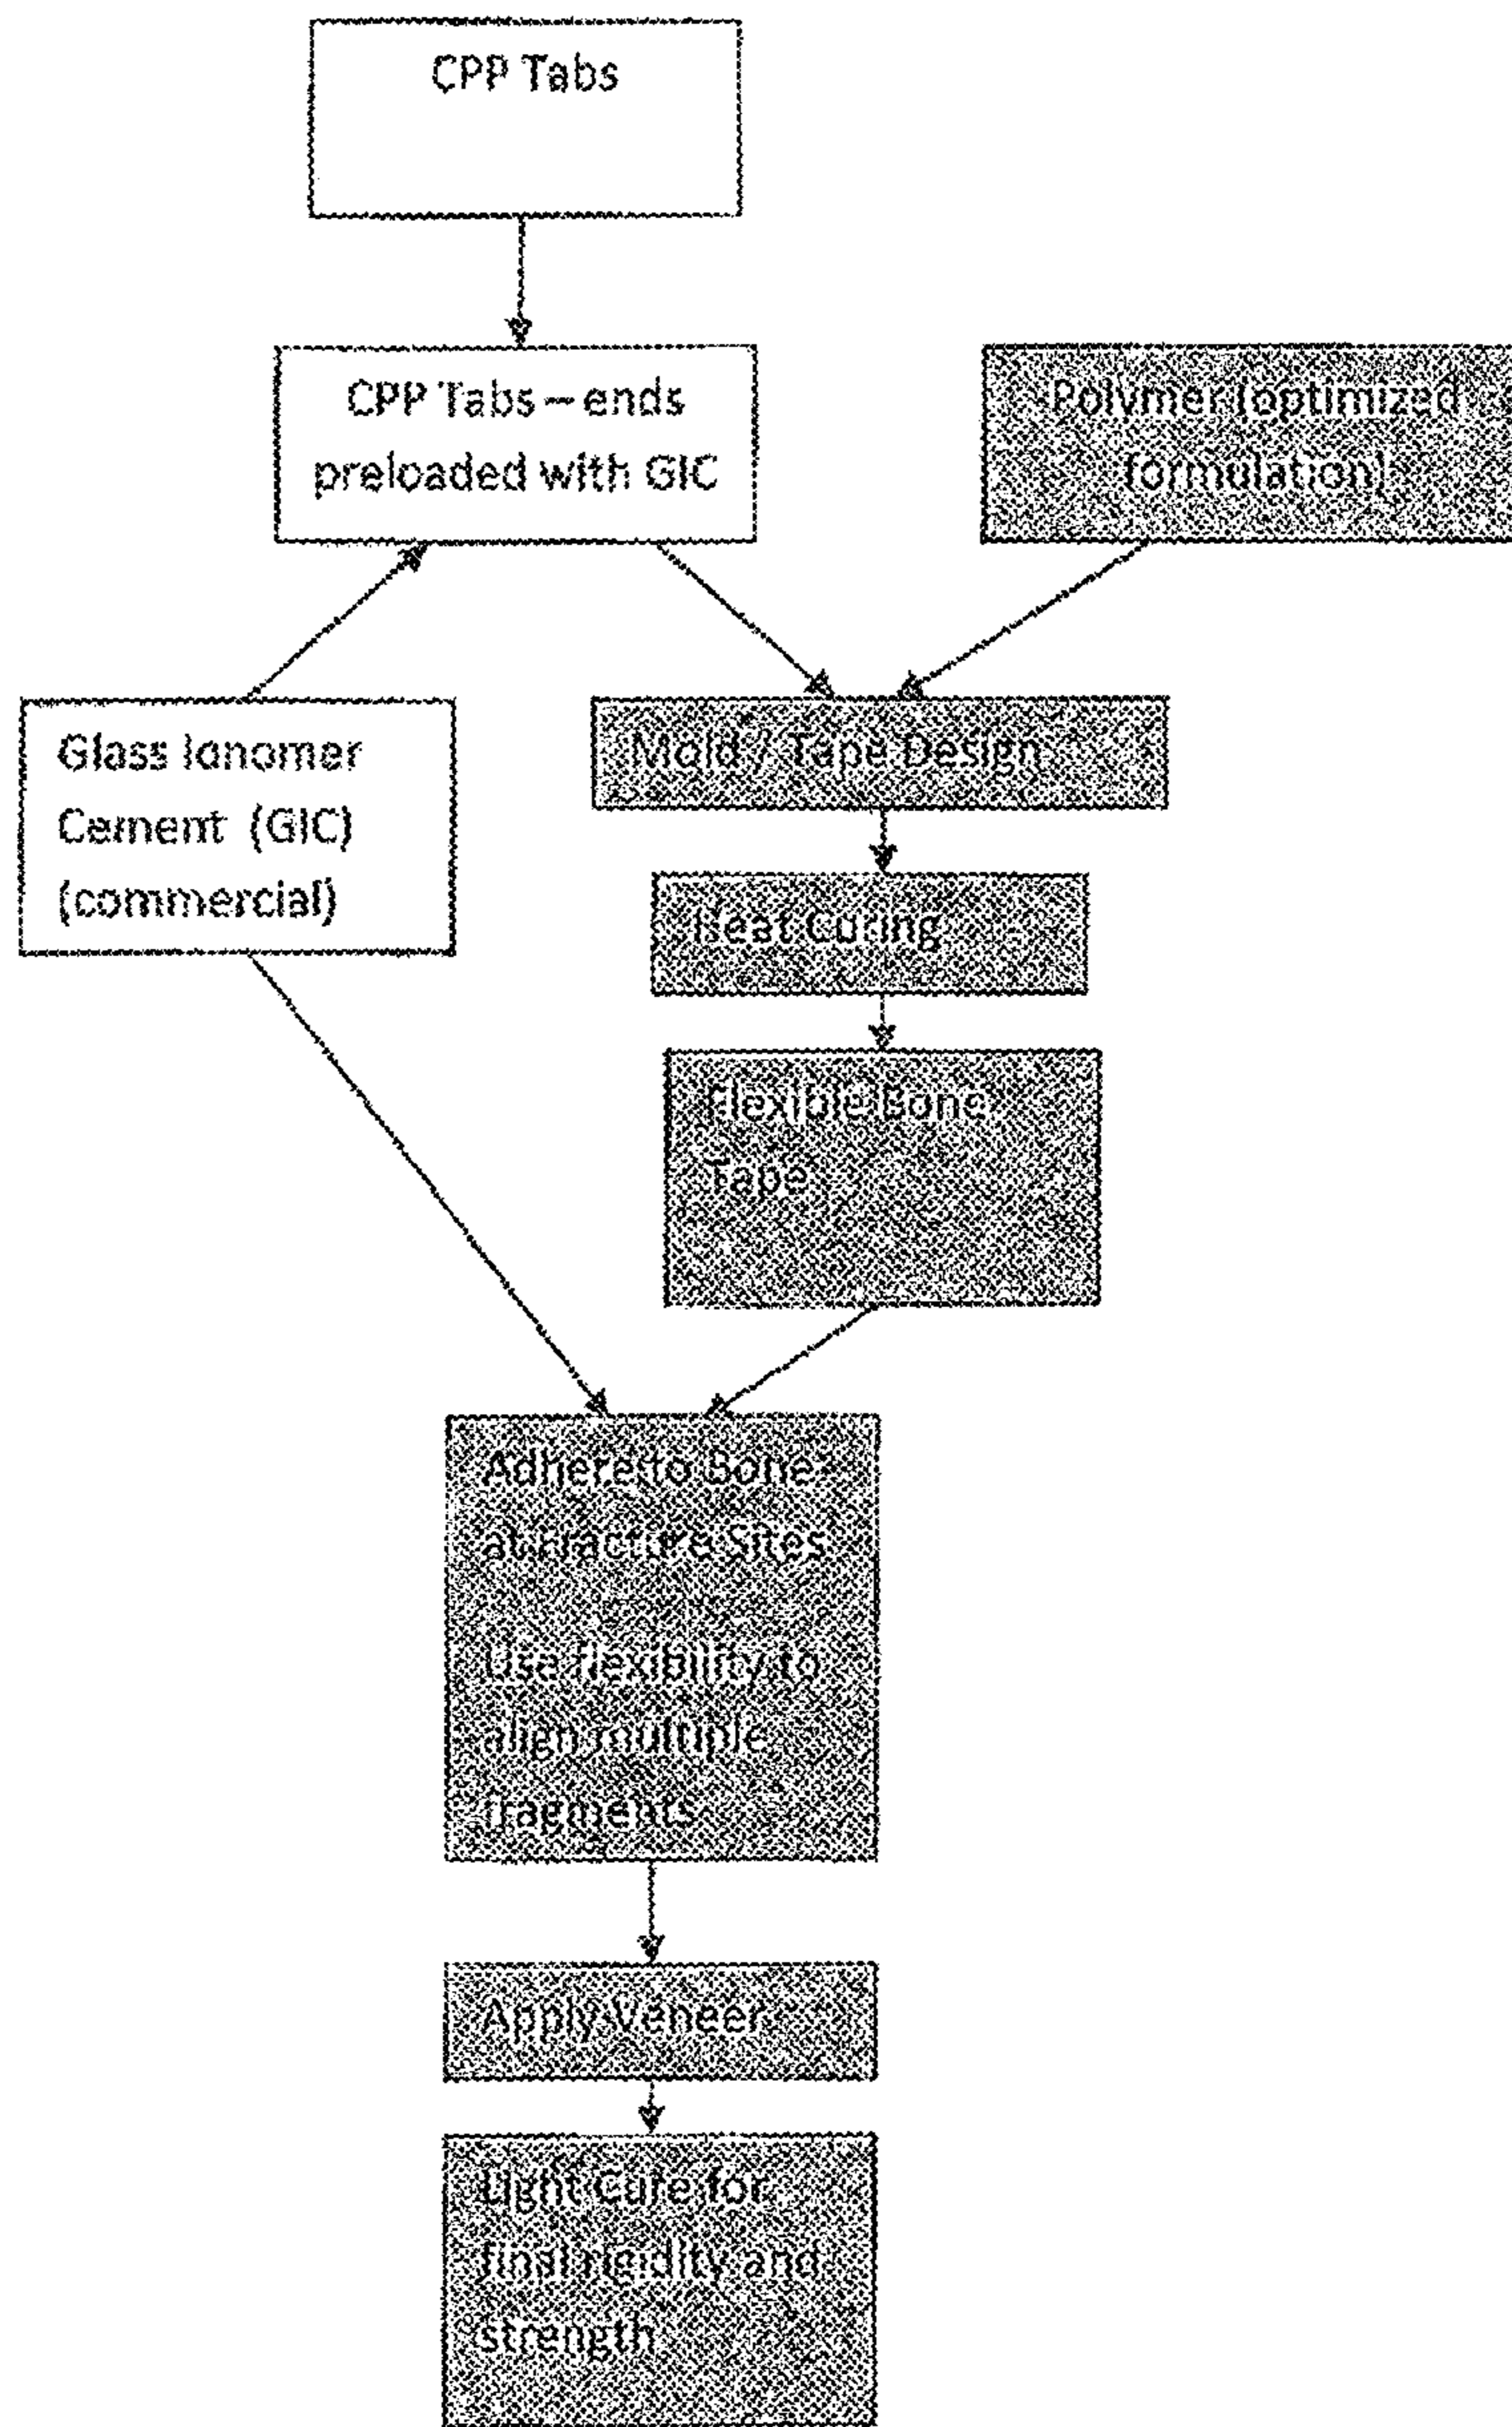 CPP Tabs
CPP Tabs – ends
preloaded with GIC
Polymer (optimized
formulation)
Glass Ionomer
Cement (GIC)
(commercial)
Mold / Tape Design
Heat Curing
Flexible Bone
Tape
Adhere to Bone
at Fracture Sites
Use flexibility to
align multiple
fragments
Apply Veneer
Light Cure for
final rigidity and
strength